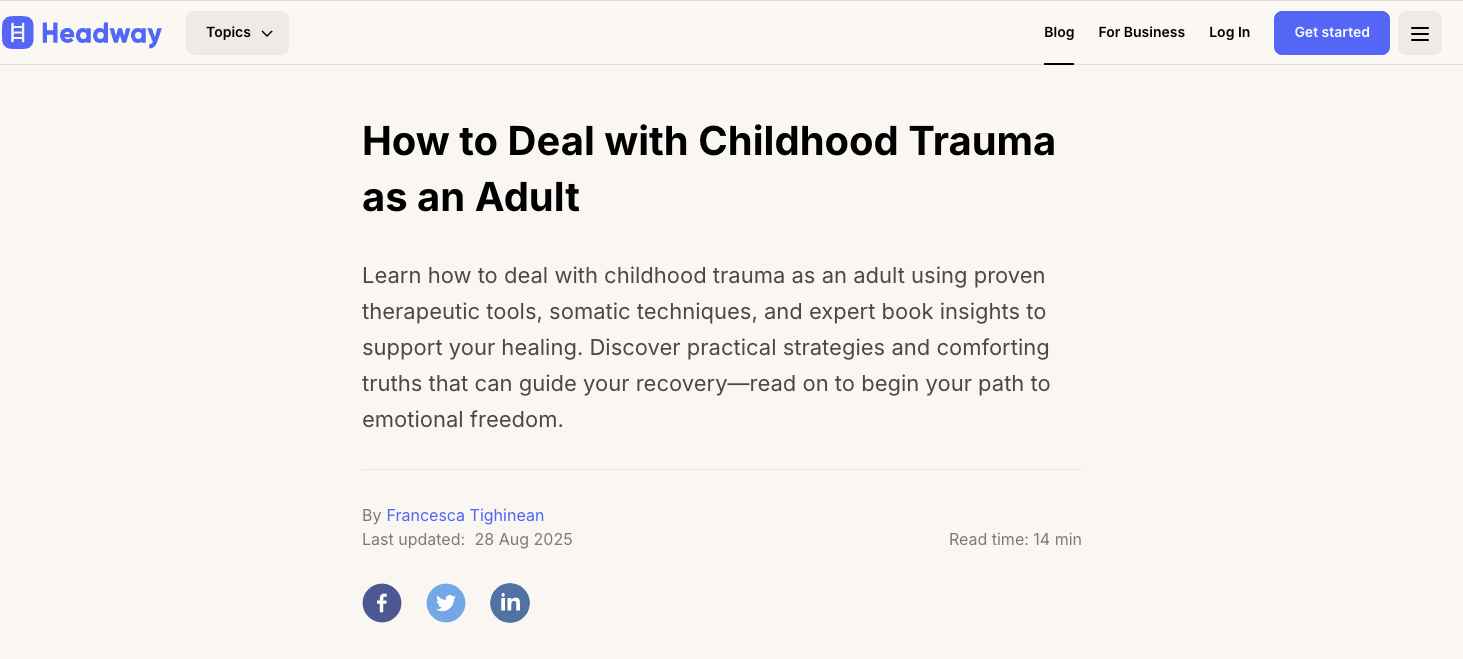 Headway
Topics
Blog
For Business
Log In
Get started
How to Deal with Childhood Trauma
as an Adult
Learn how to deal with childhood trauma as an adult using proven
therapeutic tools, somatic techniques, and expert book insights to
support your healing. Discover practical strategies and comforting
truths that can guide your recovery—read on to begin your path to
emotional freedom.
By Francesca Tighinean
Last updated: 28 Aug 2025
Read time: 14 min
f
in